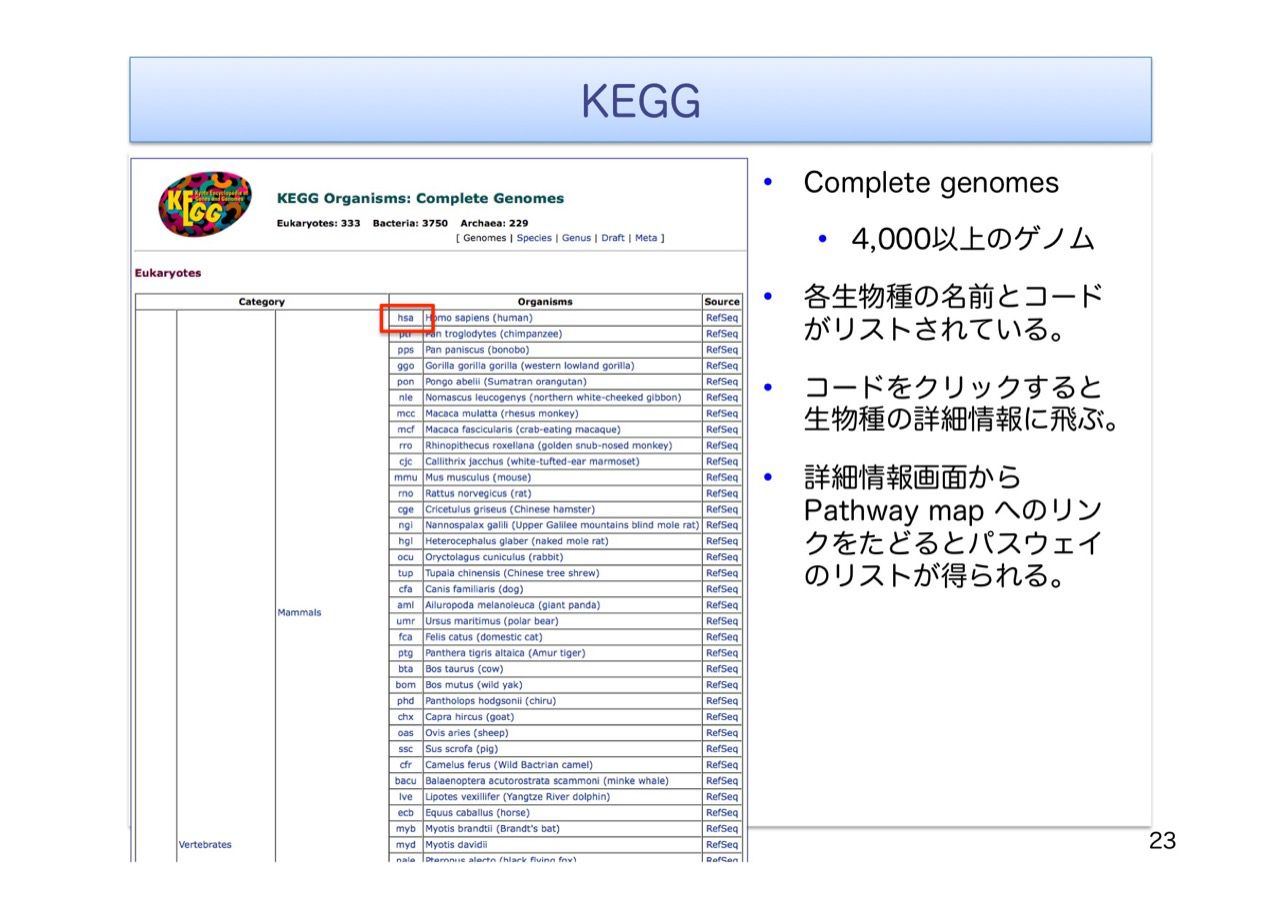 KEGG
KEGG
Kyoto Encyclopedia of
Genes and Genomes
KEGG Organisms: Complete Genomes
Eukaryotes: 333 Bacteria: 3750 Archaea: 229
[ Genomes | Species | Genus | Draft | Meta ]
Eukaryotes
Category Organisms Source
hsa Homo sapiens (human) RefSeq
ptr Pan troglodytes (chimpanzee) RefSeq
pps Pan paniscus (bonobo) RefSeq
ggo Gorilla gorilla gorilla (western lowland gorilla) RefSeq
pon Pongo abelii (Sumatran orangutan) RefSeq
nle Nomascus leucogenys (northern white-cheeked gibbon) RefSeq
mcc Macaca mulatta (rhesus monkey) RefSeq
mcf Macaca fascicularis (crab-eating macaque) RefSeq
rro Rhinopithecus roxellana (golden snub-nosed monkey) RefSeq
cjc Callithrix jacchus (white-tufted-ear marmoset) RefSeq
mmu Mus musculus (mouse) RefSeq
rno Rattus norvegicus (rat) RefSeq
cge Cricetulus griseus (Chinese hamster) RefSeq
ngi Nannospalax galili (Upper Galilee mountains blind mole rat) RefSeq
hgl Heterocephalus glaber (naked mole rat) RefSeq
ocu Oryctolagus cuniculus (rabbit) RefSeq
tup Tupaia chinensis (Chinese tree shrew) RefSeq
cfa Canis familiaris (dog) RefSeq
aml Ailuropoda melanoleuca (giant panda) RefSeq
Mammals
umr Ursus maritimus (polar bear) RefSeq
fca Felis catus (domestic cat) RefSeq
ptg Panthera tigris altaica (Amur tiger) RefSeq
bta Bos taurus (cow) RefSeq
bom Bos mutus (wild yak) RefSeq
phd Pantholops hodgsonii (chiru) RefSeq
chx Capra hircus (goat) RefSeq
oas Ovis aries (sheep) RefSeq
ssc Sus scrofa (pig) RefSeq
cfr Camelus ferus (Wild Bactrian camel) RefSeq
bacu Balaenoptera acutorostrata scammoni (minke whale) RefSeq
lve Lipotes vexillifer (Yangtze River dolphin) RefSeq
ecb Equus caballus (horse) RefSeq
myb Myotis brandtii (Brandt's bat) RefSeq
Vertebrates myd Myotis davidii RefSeq
pale Pteropus alecto (black flying fox) RefSeq
• Complete genomes
• 4,000以上のゲノム
• 各生物種の名前とコード
がリストされている。
• コードをクリックすると
生物種の詳細情報に飛ぶ。
• 詳細情報画面から
Pathway map へのリン
クをたどるとパスウェイ
のリストが得られる。
23